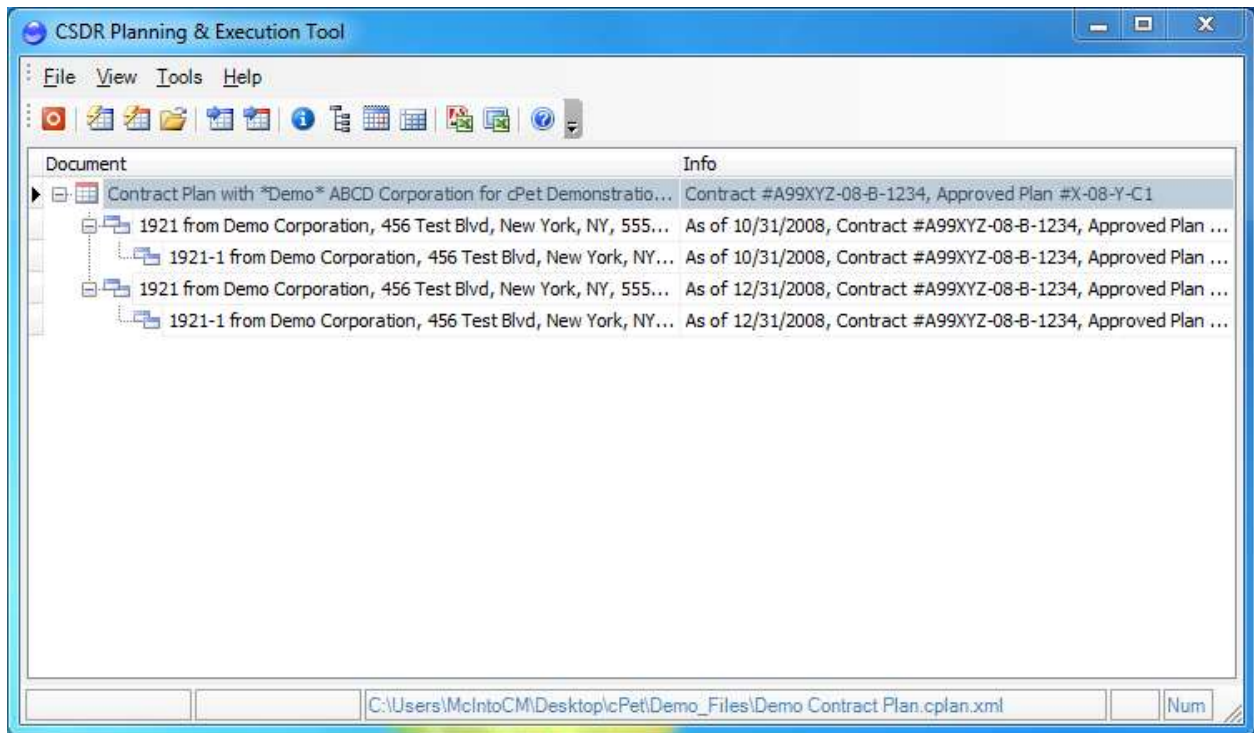 CSDR Planning & Execution Tool
File View Tools Help
Document Info
Contract Plan with *Demo* ABCD Corporation for cPet Demonstratio... Contract #A99XYZ-08-B-1234, Approved Plan #X-08-Y-C1
1921 from Demo Corporation, 456 Test Blvd, New York, NY, 555... As of 10/31/2008, Contract #A99XYZ-08-B-1234, Approved Plan ...
1921-1 from Demo Corporation, 456 Test Blvd, New York, NY... As of 10/31/2008, Contract #A99XYZ-08-B-1234, Approved Plan ...
1921 from Demo Corporation, 456 Test Blvd, New York, NY, 555... As of 12/31/2008, Contract #A99XYZ-08-B-1234, Approved Plan ...
1921-1 from Demo Corporation, 456 Test Blvd, New York, NY... As of 12/31/2008, Contract #A99XYZ-08-B-1234, Approved Plan ...
C:\Users\McIntoCM\Desktop\cPet\Demo_Files\Demo Contract Plan.cplan.xml Num